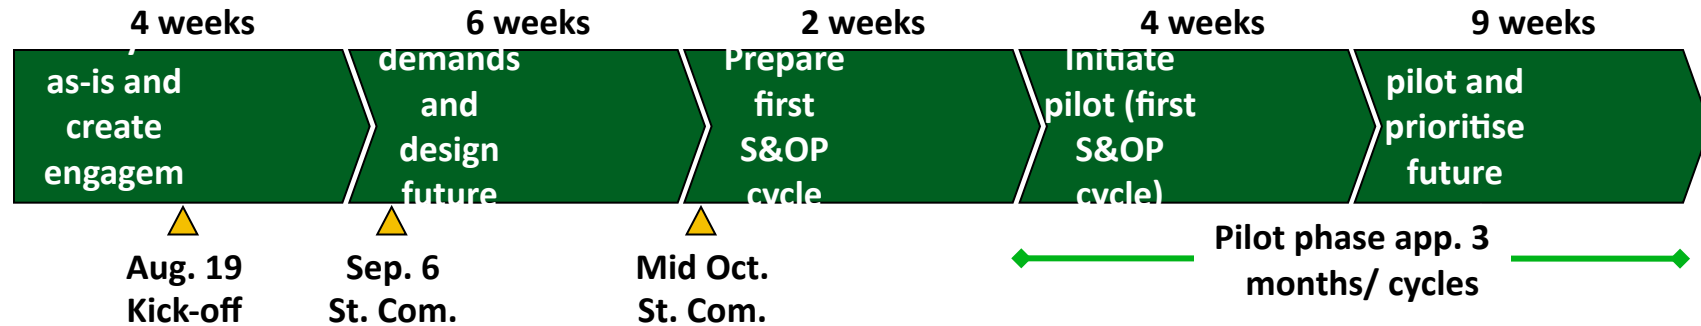 4 weeks
6 weeks
2 weeks
4 weeks
9 weeks
as-is and
create
engagem
demands
and
design
future
Prepare
first
S&OP
cycle
Initiate
pilot (first
S&OP
cycle)
pilot and
prioritise
future
Aug. 19
Kick-off
Sep. 6
St. Com.
Mid Oct.
St. Com.
Pilot phase app. 3
months/ cycles